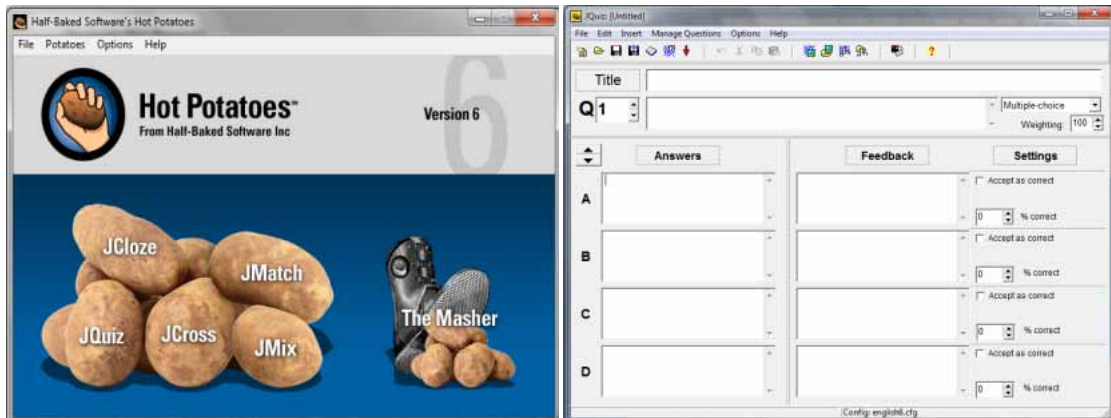 Half-Baked Software's Hot Potatoes
File Potatoes Options Help
Hot Potatoes™
From Half-Baked Software Inc
Version 6
6
JCloze
JMatch
JQuiz
JCross
JMix
The Masher
JQuiz: [Untitled]
File Edit Insert Manage Questions Options Help
Title
Q 1
Multiple-choice
Weighting: 100
Answers Feedback Settings
A
Accept as correct
0 % correct
B
Accept as correct
0 % correct
C
Accept as correct
0 % correct
D
Accept as correct
0 % correct
Config: english6.cfg